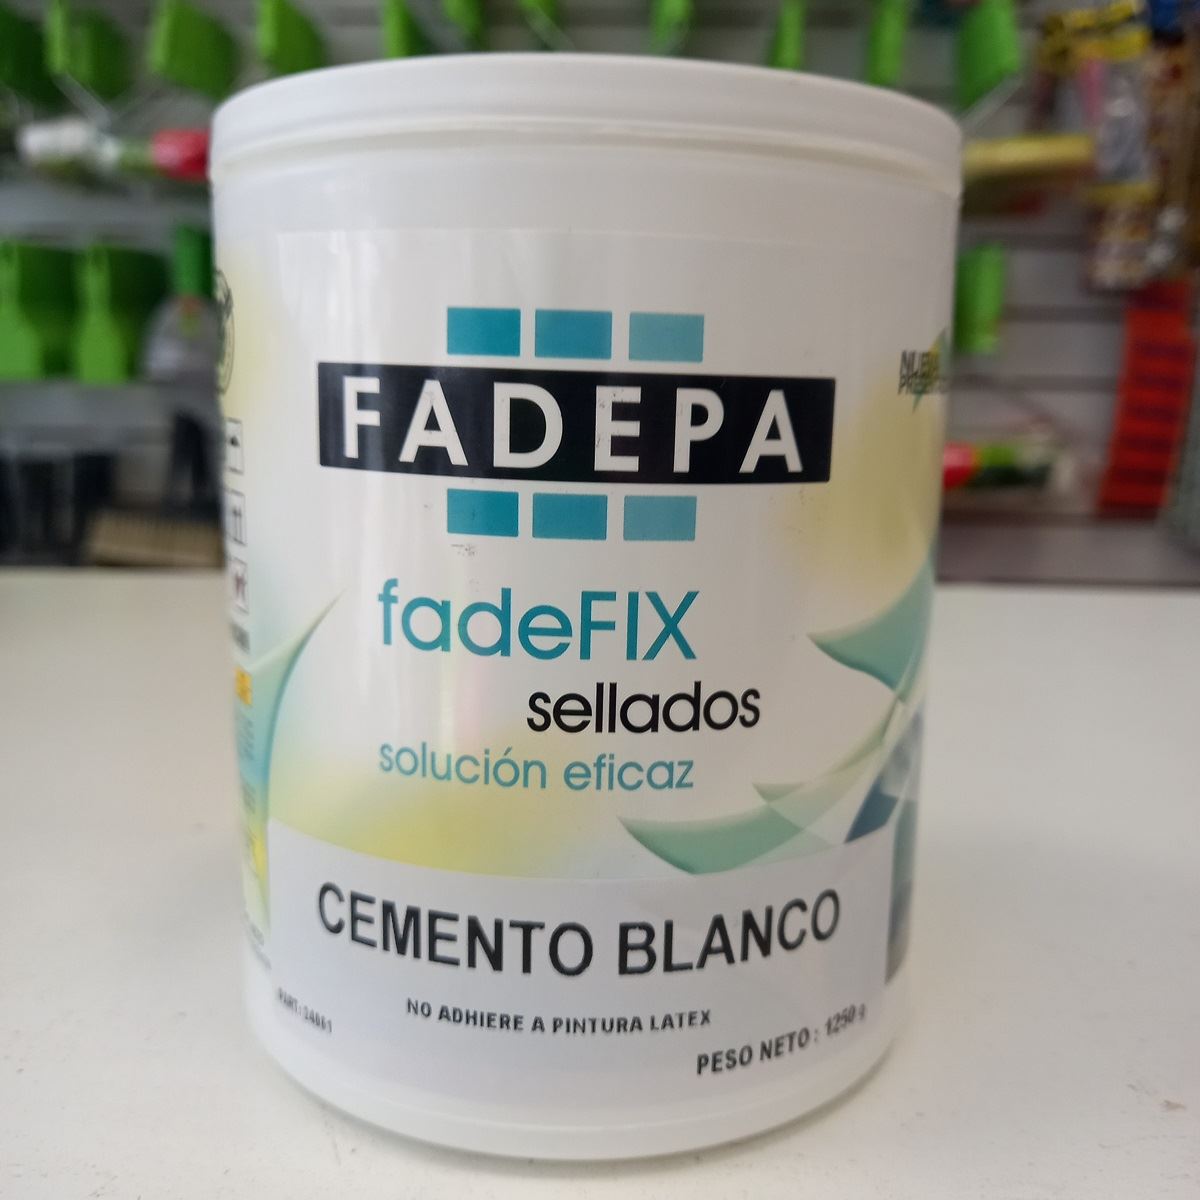 FADEPA
fadeFIX
sellados
solución eficaz
CEMENTO BLANCO
NO ADHIERE A PINTURA LATEX
PESO NETO : 1250 g